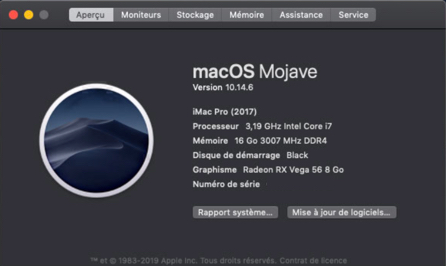 Aperçu Moniteurs Stockage Mémoire Assistance Service
macOS Mojave
Version 10.14.6
iMac Pro (2017)
Processeur 3,19 GHz Intel Core i7
Mémoire 16 Go 3007 MHz DDR4
Disque de démarrage Black
Graphisme Radeon RX Vega 56 8 Go
Numéro de série
Rapport système... Mise à jour de logiciels...
™ et © 1983-2019 Apple Inc. Tous droits réservés. Contrat de licence